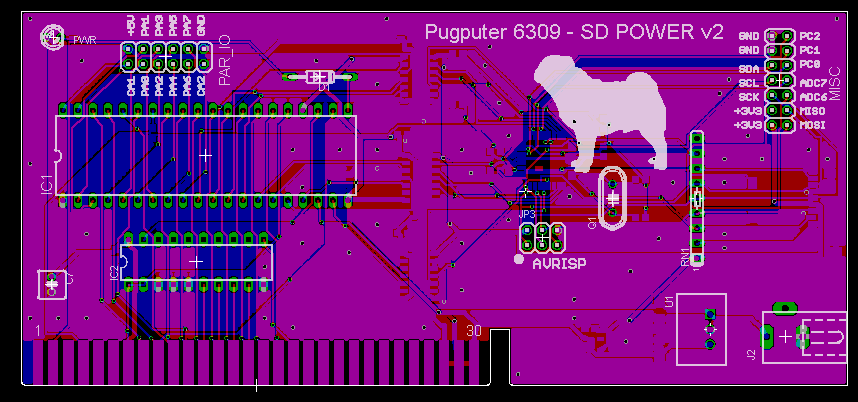 Pugputer 6309 - SD POWER v2
PWR
+5V PA1 PA3 PA5 PA7 GND
CA1 PA0 PA2 PA4 PA6 CA2
PAR_IO
D1
GND PC2
GND PC1
SDA PC0
SCL ADC7
SCK ADC6
+3V3 MISO
+3V3 MOSI
MISC
IC1
JP3
Q1
RN1
1
AVRISP
IC2
C7
U1
J2
1
30